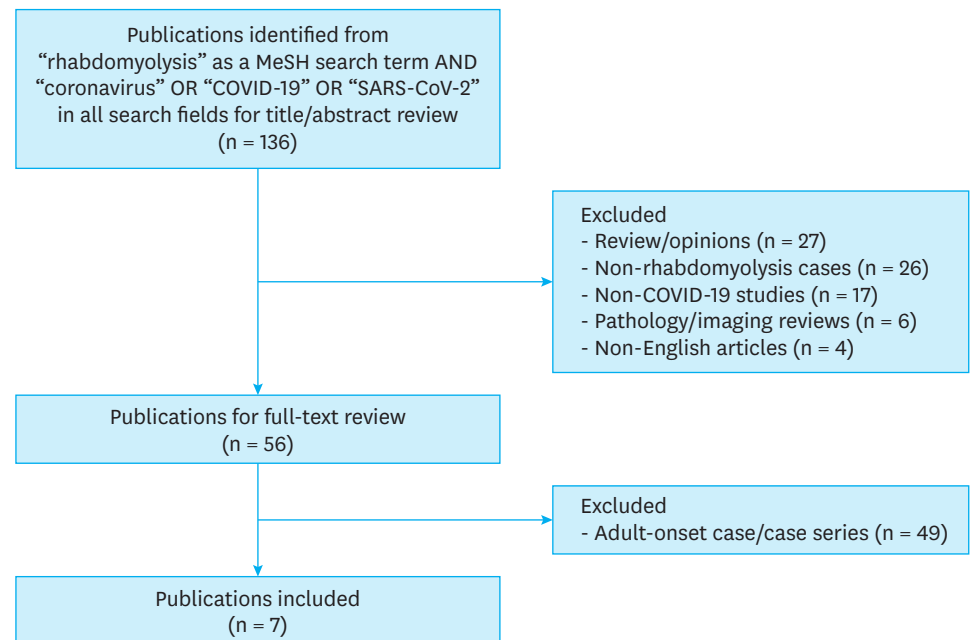 Publications identified from
“rhabdomyolysis” as a MeSH search term AND
“coronavirus” OR “COVID-19” OR “SARS-CoV-2”
in all search fields for title/abstract review
(n = 136)
Excluded
- Review/opinions (n = 27)
- Non-rhabdomyolysis cases (n = 26)
- Non-COVID-19 studies (n = 17)
- Pathology/imaging reviews (n = 6)
- Non-English articles (n = 4)
Publications for full-text review
(n = 56)
Excluded
- Adult-onset case/case series (n = 49)
Publications included
(n = 7)